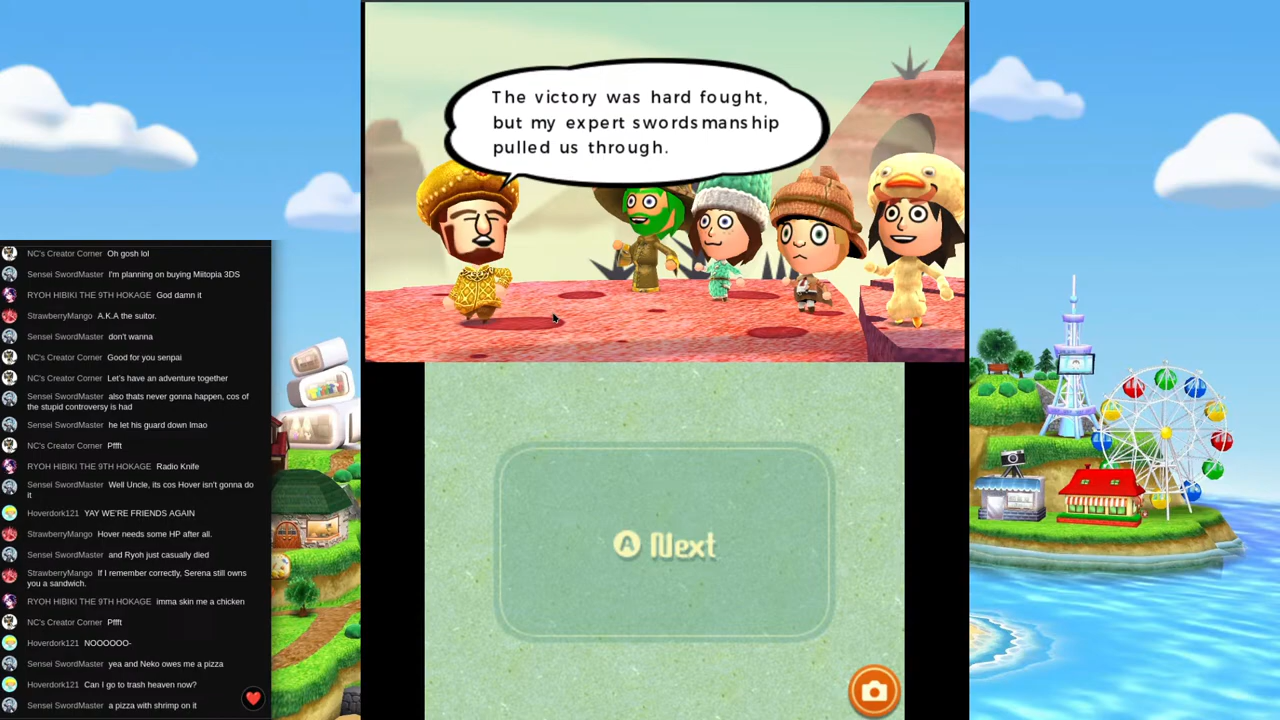 The victory was hard fought,
but my expert swordsmanship
pulled us through.
NC's Creator Corner Oh gosh lol
Sensei SwordMaster I'm planning on buying Miitopia 3DS
RYOH HIBIKI THE 9TH HOKAGE God damn it
StrawberryMango A.K.A the suitor.
Sensei SwordMaster don't wanna
NC's Creator Corner Good for you senpai
NC's Creator Corner Let's have an adventure together
Sensei SwordMaster also thats never gonna happen, cos of
the stupid controversy is had
Sensei SwordMaster he let his guard down lmao
NC's Creator Corner Pffft
RYOH HIBIKI THE 9TH HOKAGE Radio Knife
Sensei SwordMaster Well Uncle, its cos Hover isn't gonna do
it
Hoverdork121 YAY WE'RE FRIENDS AGAIN
StrawberryMango Hover needs some HP after all.
Sensei SwordMaster and Ryoh just casually died
StrawberryMango If I remember correctly, Serena still owns
you a sandwich.
RYOH HIBIKI THE 9TH HOKAGE imma skin me a chicken
NC's Creator Corner Pffft
Hoverdork121 NOOOOOO-
Sensei SwordMaster yea and Neko owes me a pizza
Hoverdork121 Can I go to trash heaven now?
Sensei SwordMaster a pizza with shrimp on it
A Next